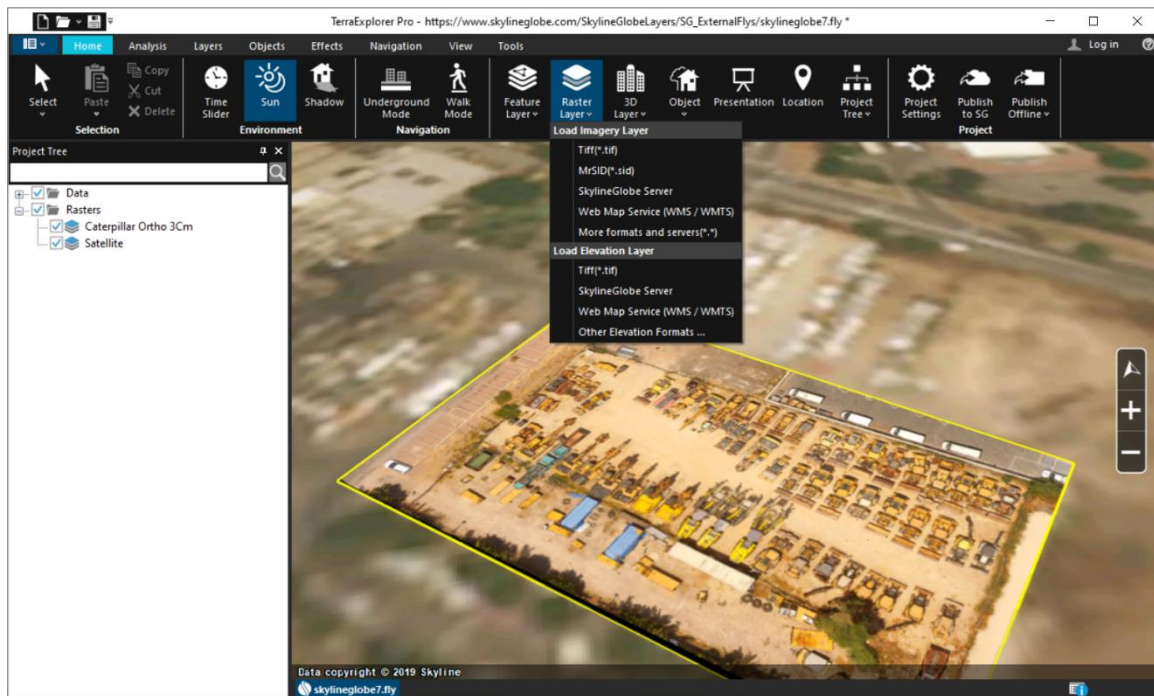 TerraExplorer Pro - https://www.skylineglobe.com/SkylineGlobeLayers/SG_ExternalFlys/skylineglobe7.fly *
Home Analysis Layers Objects Effects Navigation View Tools Log in
Select
Paste
Copy
Cut
Delete
Selection
Time Slider
Sun
Shadow
Environment
Underground Mode
Walk Mode
Navigation
Feature Layer
Raster Layer
3D Layer
Object
Presentation
Location
Project Tree
Project Settings
Publish to SG
Publish Offline
Project
Load Imagery Layer
Tiff(*.tif)
MrSID(*.sid)
SkylineGlobe Server
Web Map Service (WMS / WMTS)
More formats and servers(*.*)
Load Elevation Layer
Tiff(*.tif)
SkylineGlobe Server
Web Map Service (WMS / WMTS)
Other Elevation Formats ...
Project Tree
Data
Rasters
Caterpillar Ortho 3Cm
Satellite
Data copyright © 2019 Skyline
skylineglobe7.fly